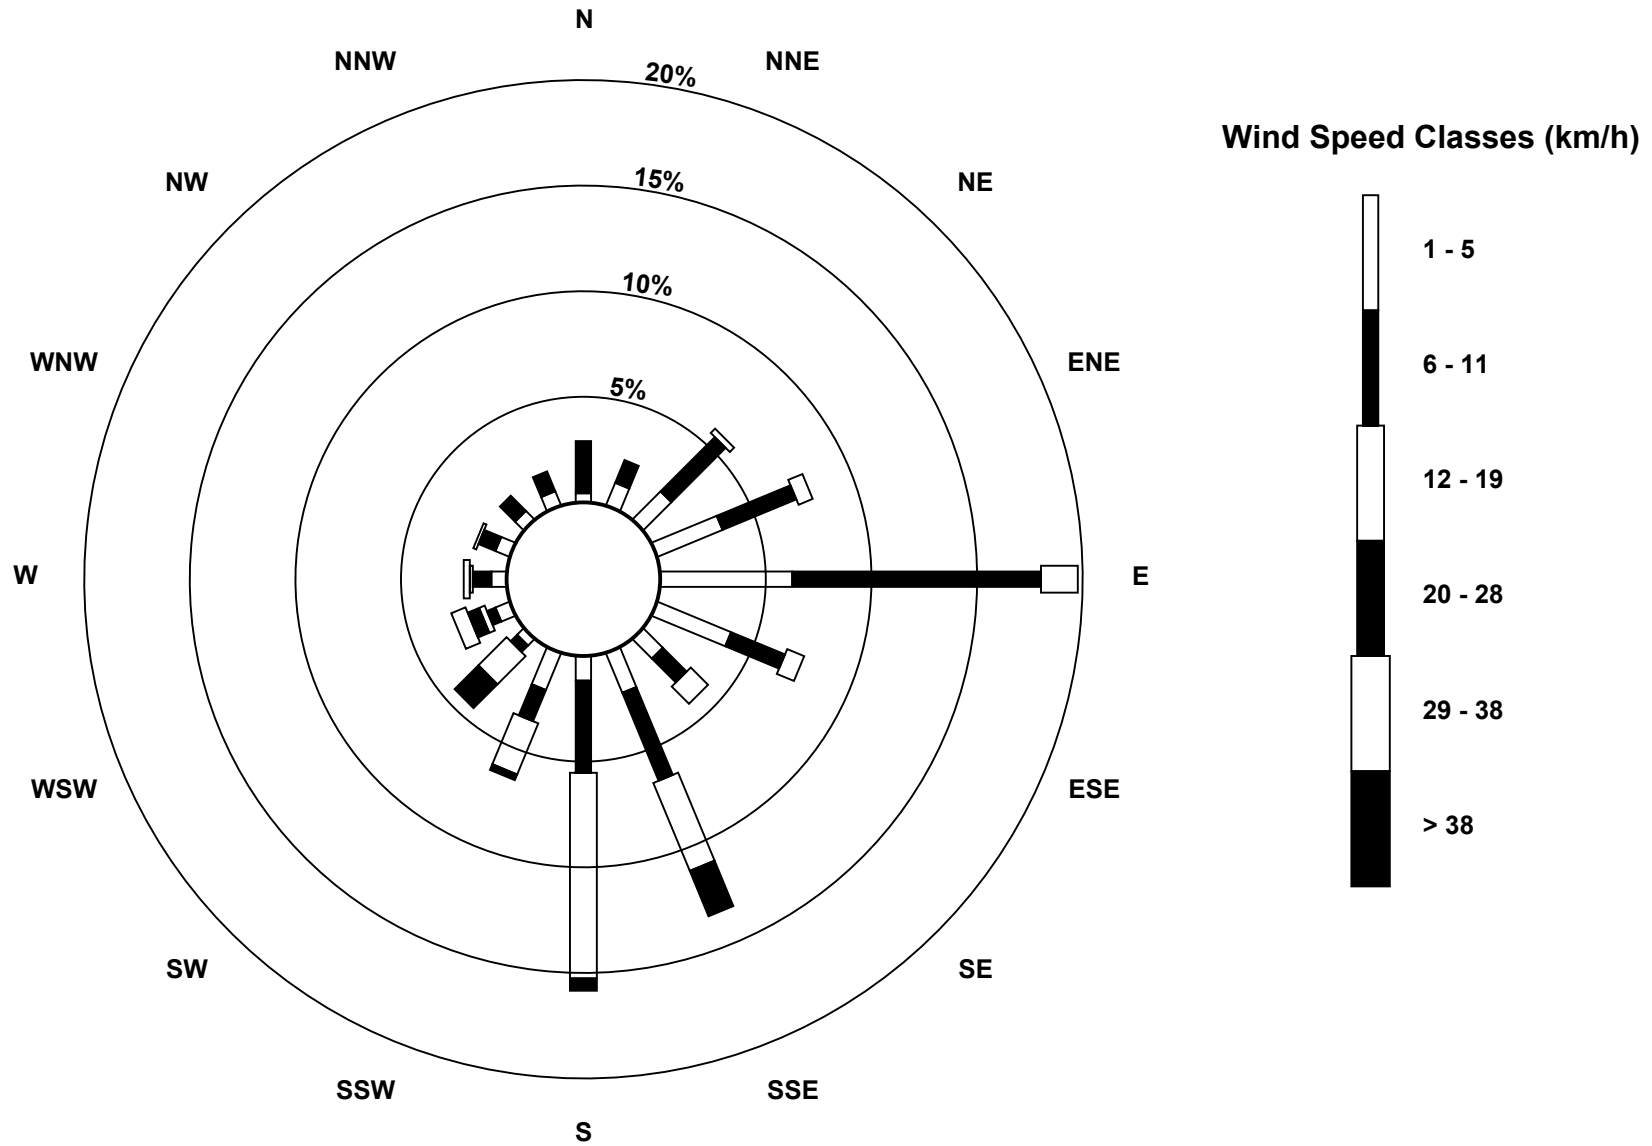 N
NNW
NNE
20%
Wind Speed Classes (km/h)
15%
NW
NE
1 - 5
10%
WNW
ENE
6 - 11
5%
12 - 19
W
E
20 - 28
29 - 38
WSW
ESE
> 38
SW
SE
SSW
SSE
S